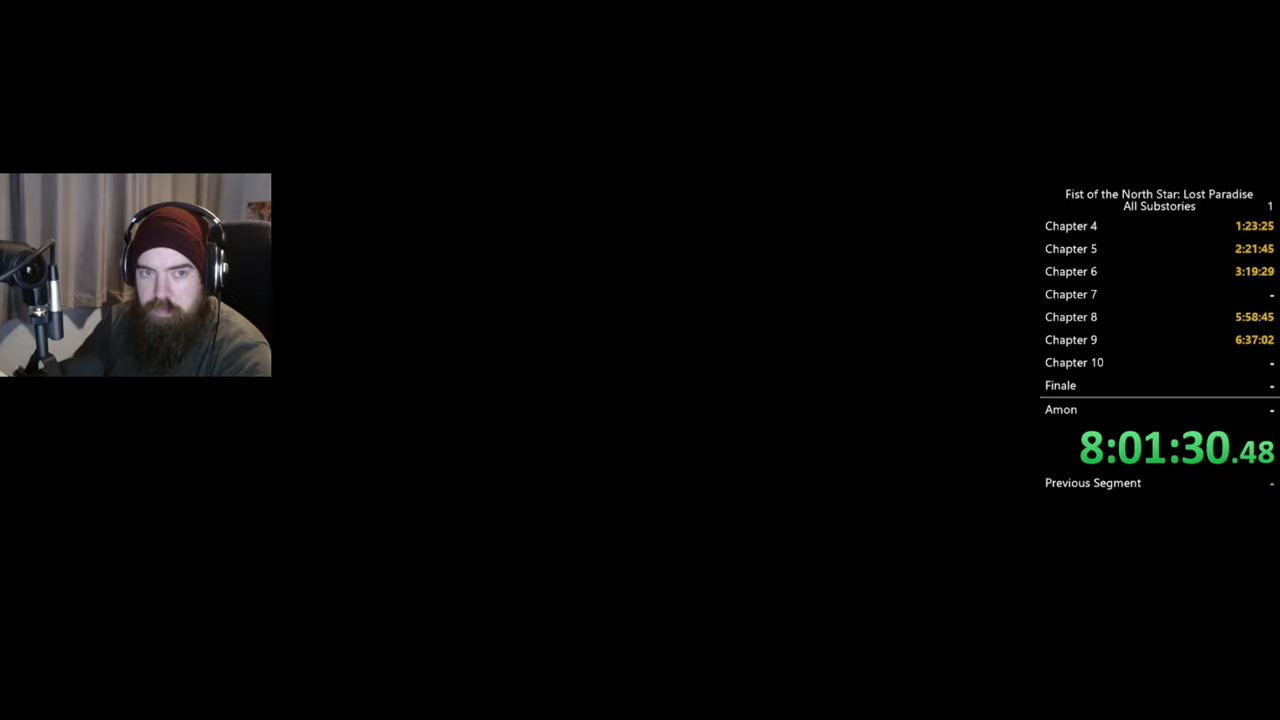 Fist of the North Star: Lost Paradise
All Substories 1
Chapter 4 1:23:25
Chapter 5 2:21:45
Chapter 6 3:19:29
Chapter 7 -
Chapter 8 5:58:45
Chapter 9 6:37:02
Chapter 10 -
Finale -
Amon -
8:01:30.48
Previous Segment -